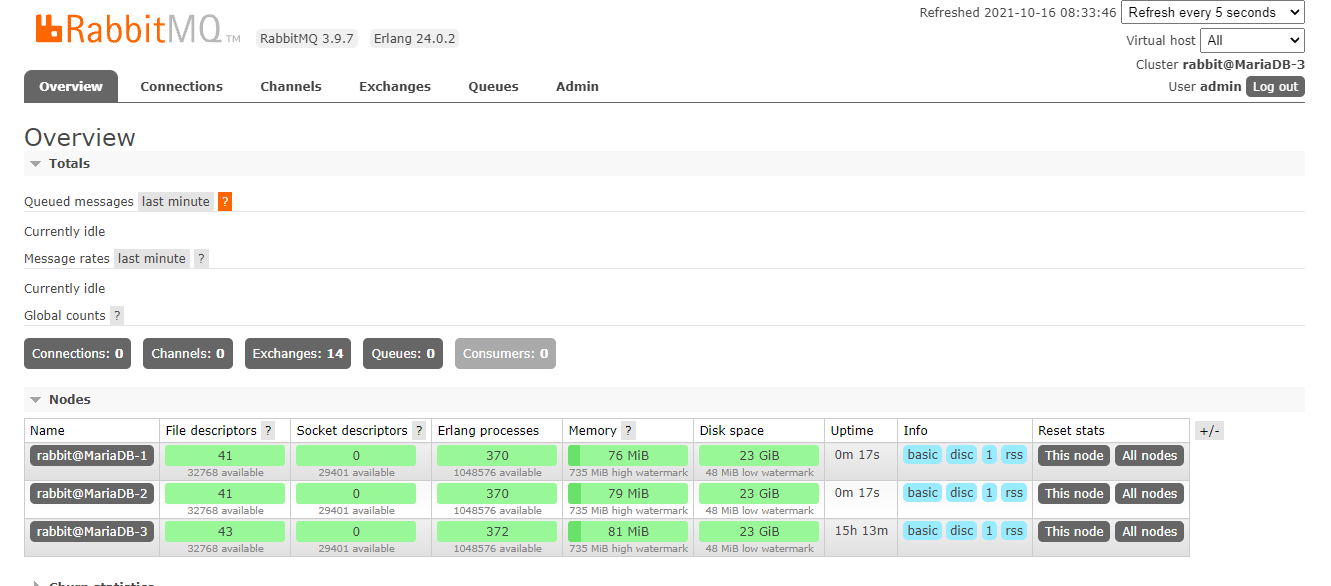 RabbitMQ TM RabbitMQ 3.9.7 Erlang 24.0.2
Refreshed 2021-10-16 08:33:46 Refresh every 5 seconds
Virtual host All
Cluster rabbit@MariaDB-3
User admin Log out
Overview Connections Channels Exchanges Queues Admin
Overview
Totals
Queued messages last minute ?
Currently idle
Message rates last minute ?
Currently idle
Global counts ?
Connections: 0 Channels: 0 Exchanges: 14 Queues: 0 Consumers: 0
Nodes
Name File descriptors ? Socket descriptors ? Erlang processes Memory ? Disk space Uptime Info Reset stats +/-
rabbit@MariaDB-1 41 0 370 76 MiB 23 GiB 0m 17s basic disc 1 rss This node All nodes
32768 available 29401 available 1048576 available 735 MiB high watermark 48 MiB low watermark
rabbit@MariaDB-2 41 0 370 79 MiB 23 GiB 0m 17s basic disc 1 rss This node All nodes
32768 available 29401 available 1048576 available 735 MiB high watermark 48 MiB low watermark
rabbit@MariaDB-3 43 0 372 81 MiB 23 GiB 15h 13m basic disc 1 rss This node All nodes
32768 available 29401 available 1048576 available 735 MiB high watermark 48 MiB low watermark
Churn statistics